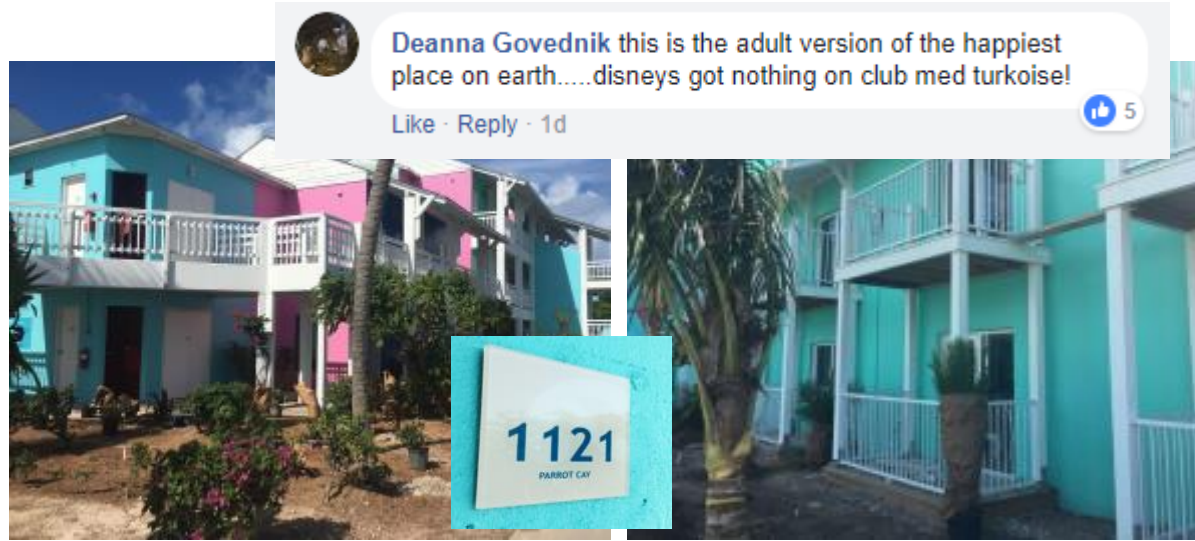 Deanna Govednik this is the adult version of the happiest
place on earth.....disneys got nothing on club med turkoise!
Like · Reply · 1d
5
1121
PARROT CAY